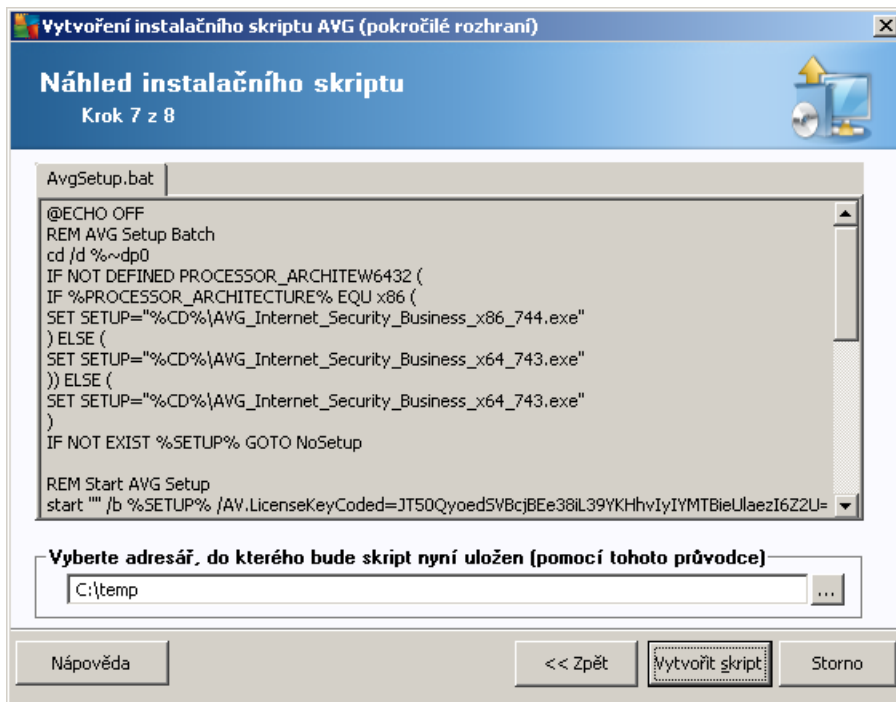 Vytvoření instalačního skriptu AVG (pokročilé rozhraní)
Náhled instalačního skriptu
Krok 7 z 8
AvgSetup.bat
@ECHO OFF
REM AVG Setup Batch
cd /d %~dp0
IF NOT DEFINED PROCESSOR_ARCHITEW6432 (
IF %PROCESSOR_ARCHITECTURE% EQU x86 (
SET SETUP="%CD%\AVG_Internet_Security_Business_x86_744.exe"
) ELSE (
SET SETUP="%CD%\AVG_Internet_Security_Business_x64_743.exe"
)) ELSE (
SET SETUP="%CD%\AVG_Internet_Security_Business_x64_743.exe"
)
IF NOT EXIST %SETUP% GOTO NoSetup
REM Start AVG Setup
start "" /b %SETUP% /AV.LicenseKeyCoded=JT50QyoedSVBcjBEe38iL39YKHhvIyIYMTBieUlaezI6Z2U=
Vyberte adresář, do kterého bude skript nyní uložen (pomocí tohoto průvodce)
C:\temp
...
Nápověda
<< Zpět
Vytvořit skript
Storno